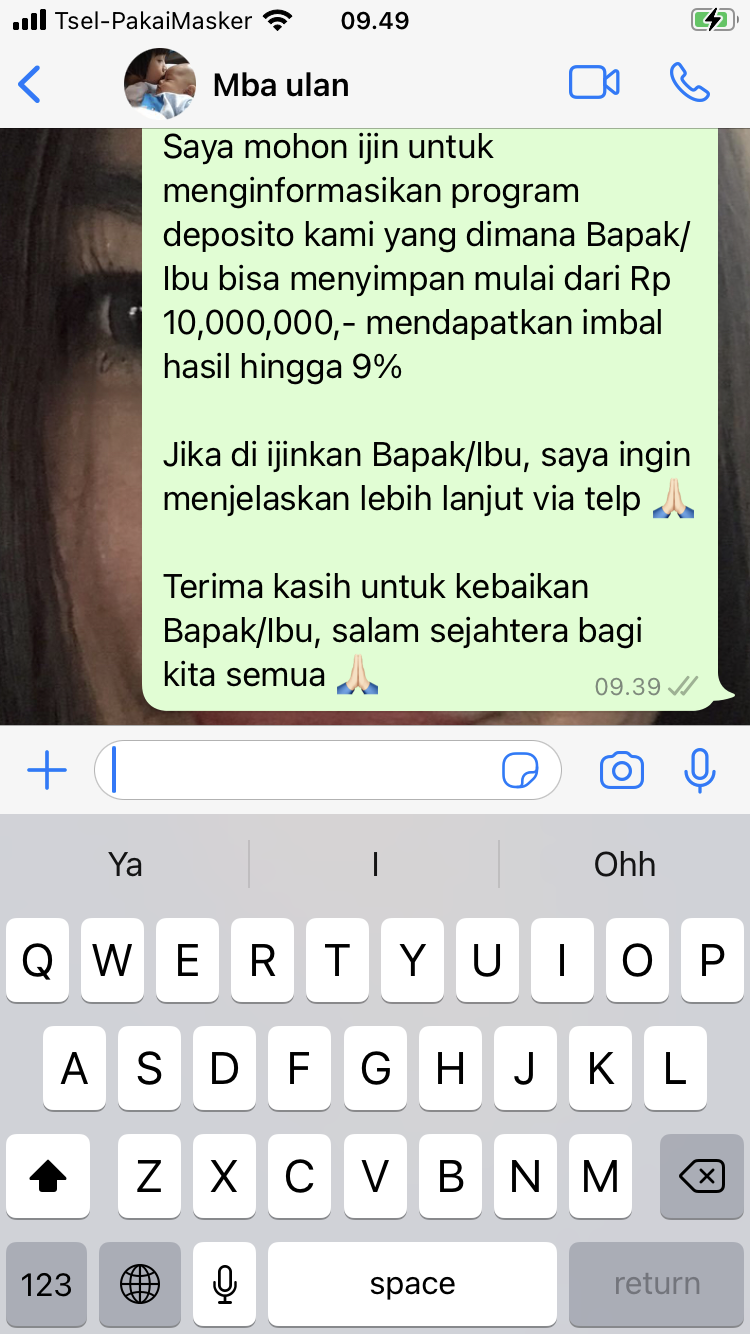 Tsel-PakaiMasker 09.49
Mba ulan
Saya mohon ijin untuk
menginformasikan program
deposito kami yang dimana Bapak/
Ibu bisa menyimpan mulai dari Rp
10,000,000,- mendapatkan imbal
hasil hingga 9%
Jika di ijinkan Bapak/Ibu, saya ingin
menjelaskan lebih lanjut via telp 🙏🏻
Terima kasih untuk kebaikan
Bapak/Ibu, salam sejahtera bagi
kita semua 🙏🏻
09.39
Ya I Ohh
Q W E R T Y U I O P
A S D F G H J K L
Z X C V B N M
123 space return